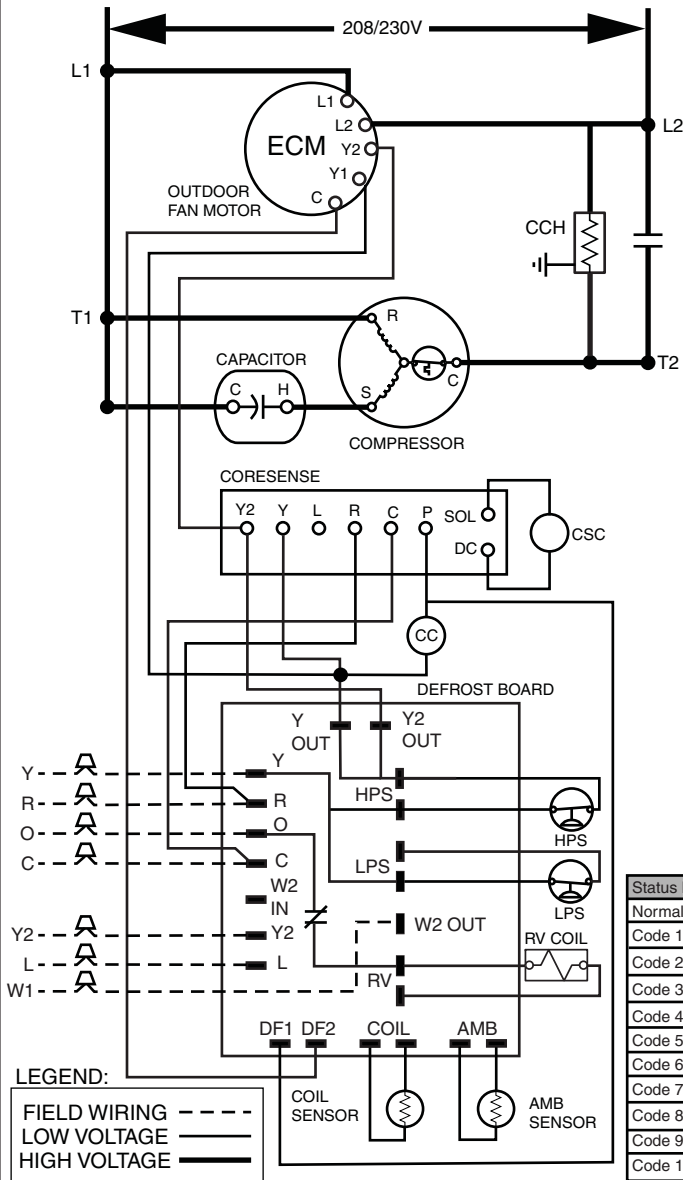 208/230V
L1
L1
L2
L2
ECM
Y2
Y1
C
OUTDOOR
FAN MOTOR
CCH
T1
R
T2
CAPACITOR
C
H
S
C
COMPRESSOR
CORESENSE
Y2 Y L R C P SOL
DC
CSC
CC
DEFROST BOARD
Y
OUT
Y2
OUT
Y
Y
HPS
R
R
HPS
O
O
C
C
LPS
LPS
W2
IN
W2 OUT
Y2
Y2
RV COIL
L
L
RV
W1
DF1 DF2 COIL AMB
COIL
SENSOR
AMB
SENSOR
LEGEND:
FIELD WIRING
LOW VOLTAGE
HIGH VOLTAGE
Status
Normal
Code 1
Code 2
Code 3
Code 4
Code 5
Code 6
Code 7
Code 8
Code 9
Code 1